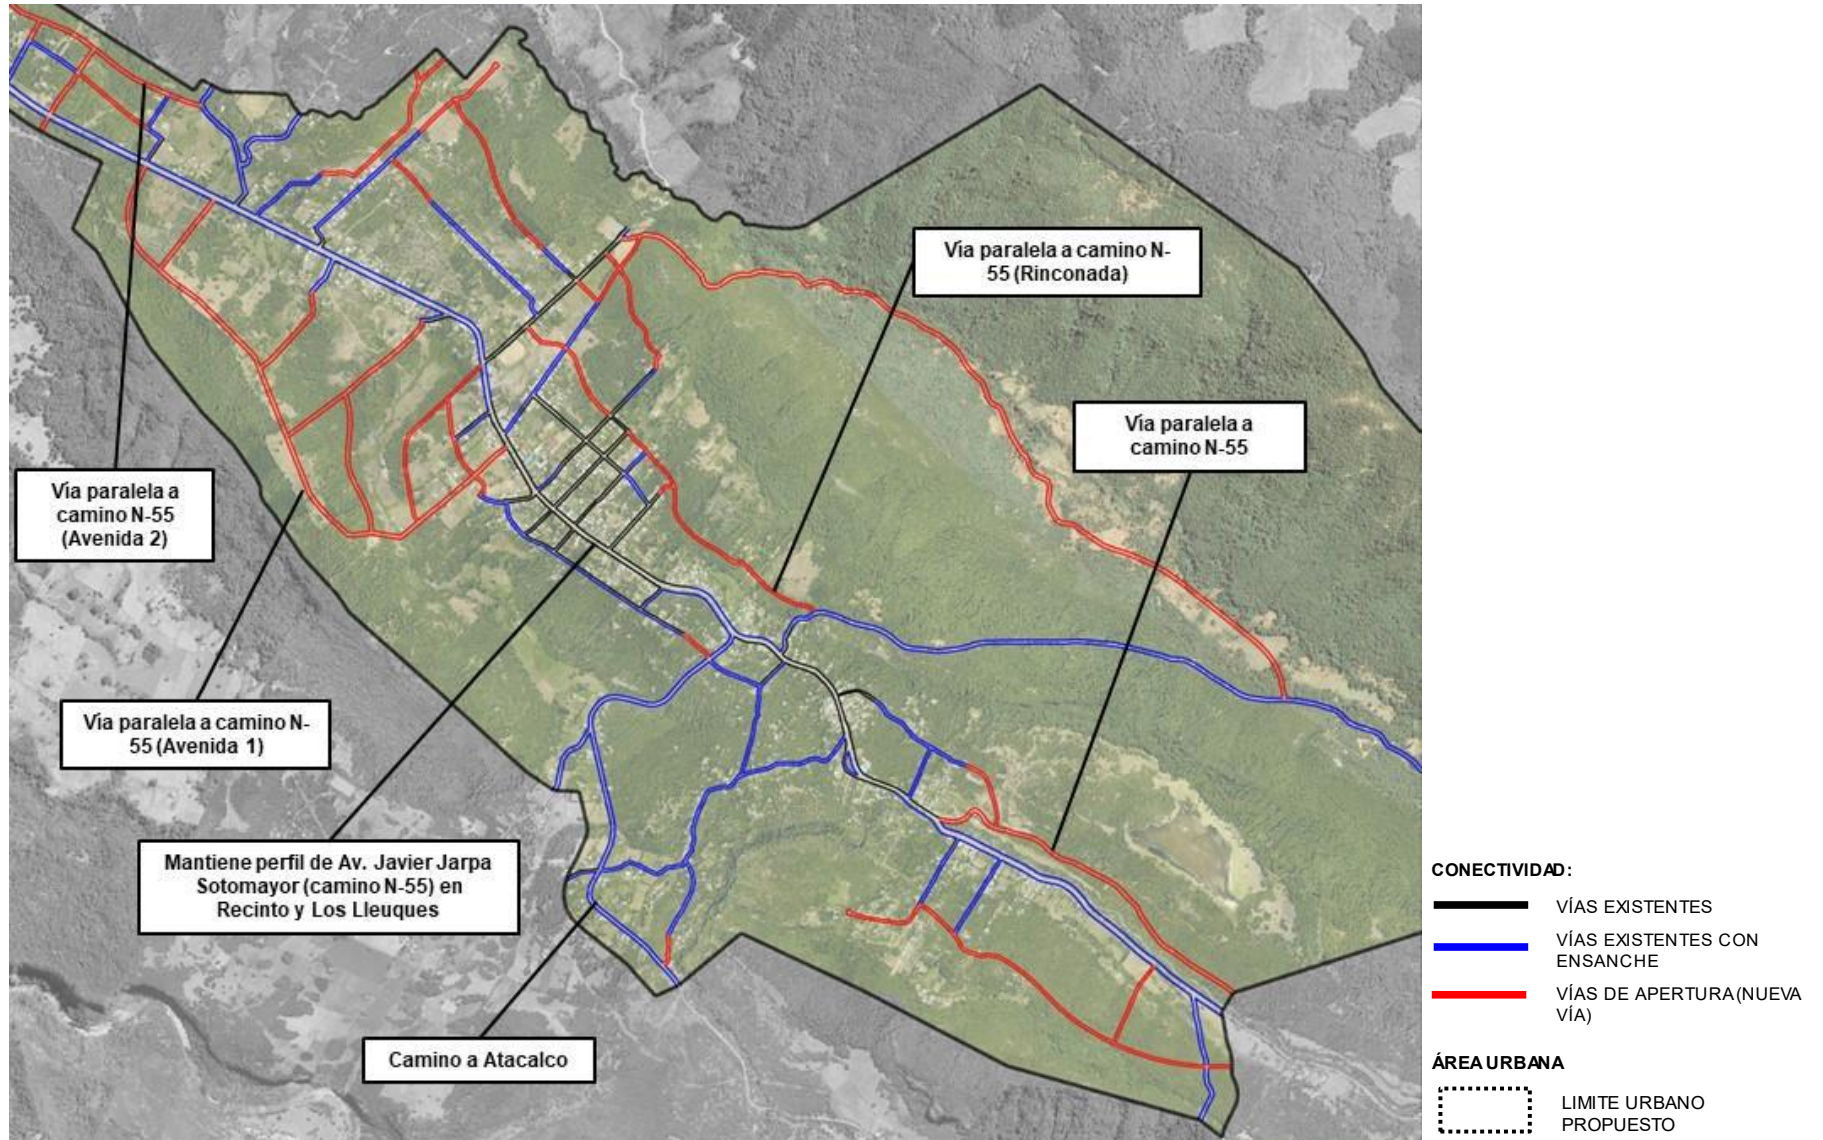 Vía paralela a camino N-
55 (Rinconada)
Vía paralela a
camino N-55
Vía paralela a
camino N-55
(Avenida 2)
Vía paralela a camino N-
55 (Avenida 1)
Mantiene perfil de Av. Javier Jarpa
Sotomayor (camino N-55) en
Recinto y Los Lleuques
Camino a Atacalco
CONECTIVIDAD:
VÍAS EXISTENTES
VÍAS EXISTENTES CON
ENSANCHE
VÍAS DE APERTURA (NUEVA
VÍA)
ÁREA URBANA
LIMITE URBANO
PROPUESTO